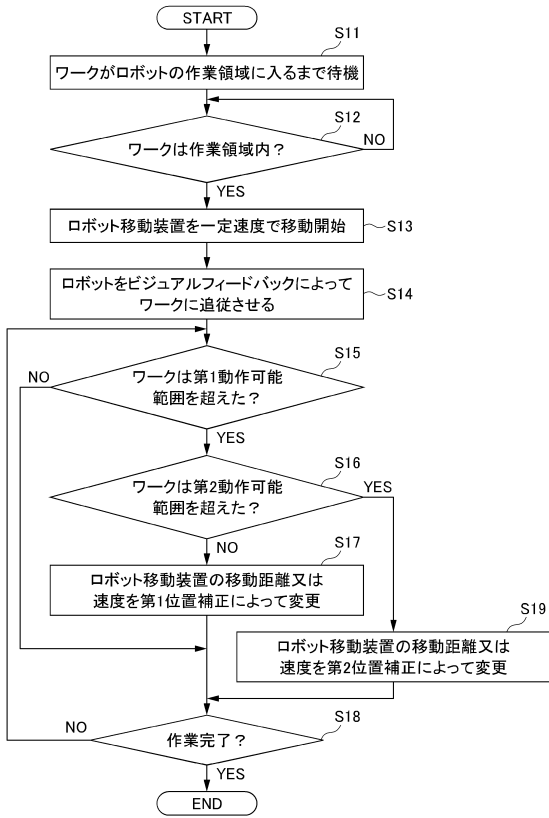 START
S11
ワークがロボットの作業領域に入るまで待機
S12
ワークは作業領域内？
NO
YES
ロボット移動装置を一定速度で移動開始
S13
ロボットをビジュアルフィードバックによって
ワークに追従させる
S14
S15
NO
ワークは第1動作可能
範囲を超えた？
YES
S16
ワークは第2動作可能
範囲を超えた？
YES
NO
S17
ロボット移動装置の移動距離又は
速度を第1位置補正によって変更
S19
ロボット移動装置の移動距離又は
速度を第2位置補正によって変更
S18
NO
作業完了？
YES
END